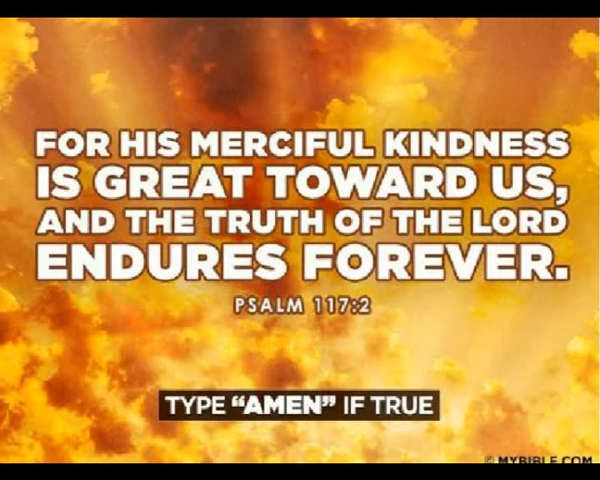 FOR HIS MERCIFUL KINDNESS
IS GREAT TOWARD US,
AND THE TRUTH OF THE LORD
ENDURES FOREVER.
PSALM 117:2
TYPE “AMEN” IF TRUE
© MYBIBLE.COM